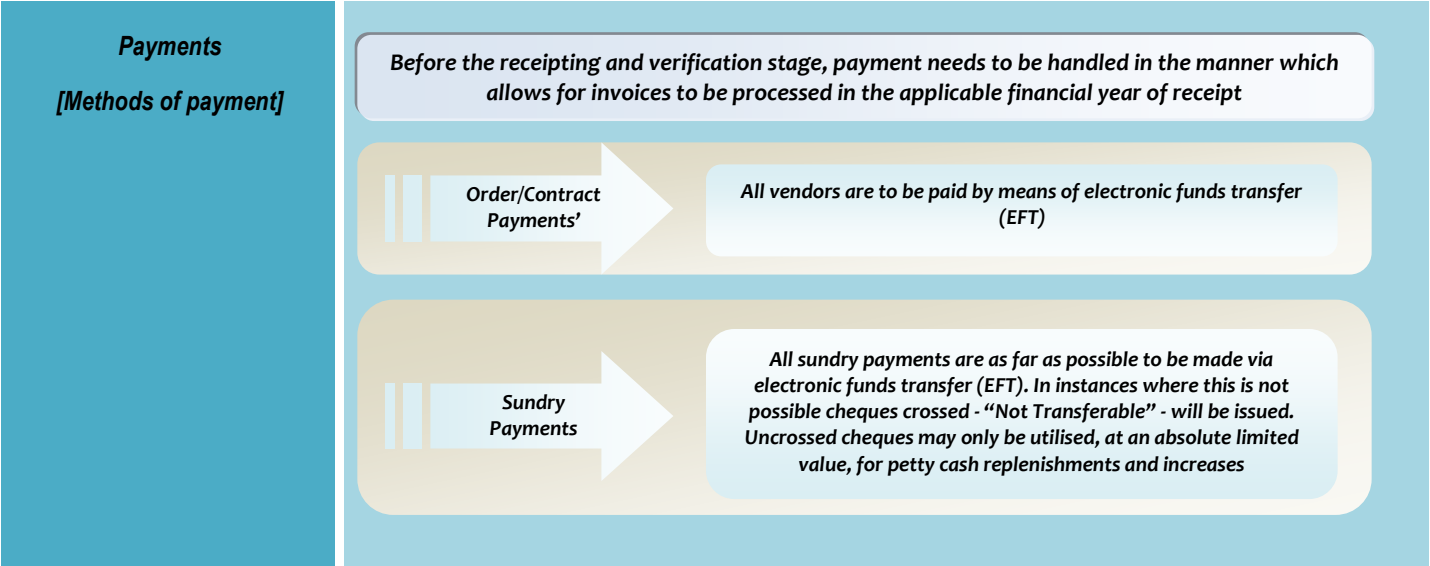 Payments
[Methods of payment]
Before the receipting and verification stage, payment needs to be handled in the manner which
allows for invoices to be processed in the applicable financial year of receipt
Order/Contract
Payments’
All vendors are to be paid by means of electronic funds transfer
(EFT)
Sundry
Payments
All sundry payments are as far as possible to be made via
electronic funds transfer (EFT). In instances where this is not
possible cheques crossed - “Not Transferable” - will be issued.
Uncrossed cheques may only be utilised, at an absolute limited
value, for petty cash replenishments and increases